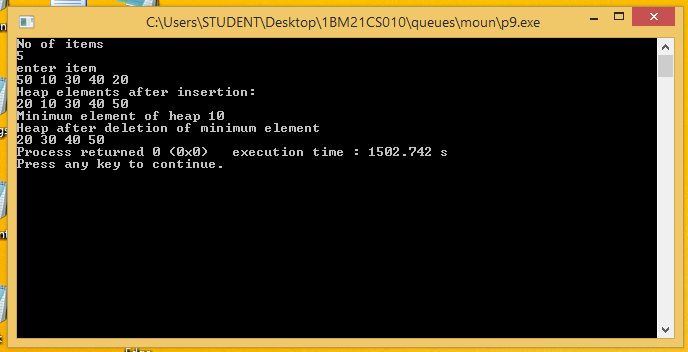 C:\Users\STUDENT\Desktop\1BM21CS010\queues\moun\p9.exe
No of items
5
enter item
50 10 30 40 20
Heap elements after insertion:
20 10 30 40 50
Minimum element of heap 10
Heap after deletion of minimum element
20 30 40 50
Process returned 0 (0x0)   execution time : 1502.742 s
Press any key to continue.